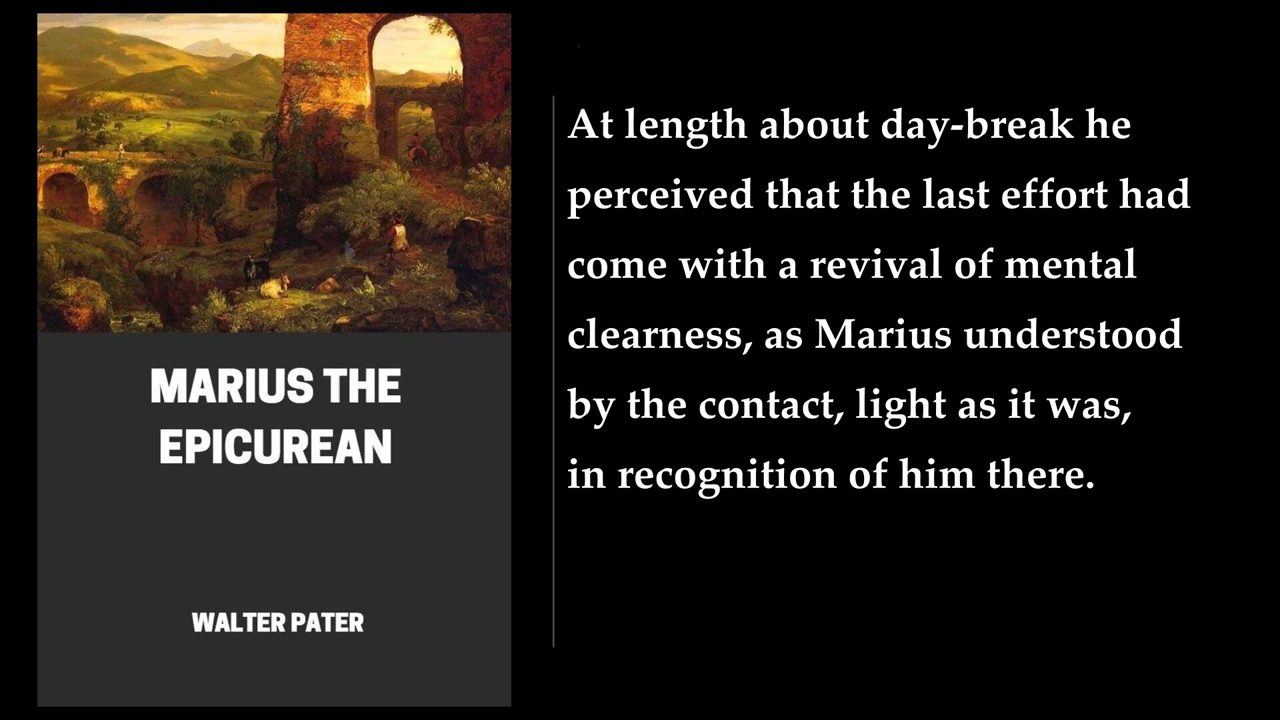 MARIUS THE
EPICUREAN
WALTER PATER
At length about day-break he
perceived that the last effort had
come with a revival of mental
clearness, as Marius understood
by the contact, light as it was,
in recognition of him there.